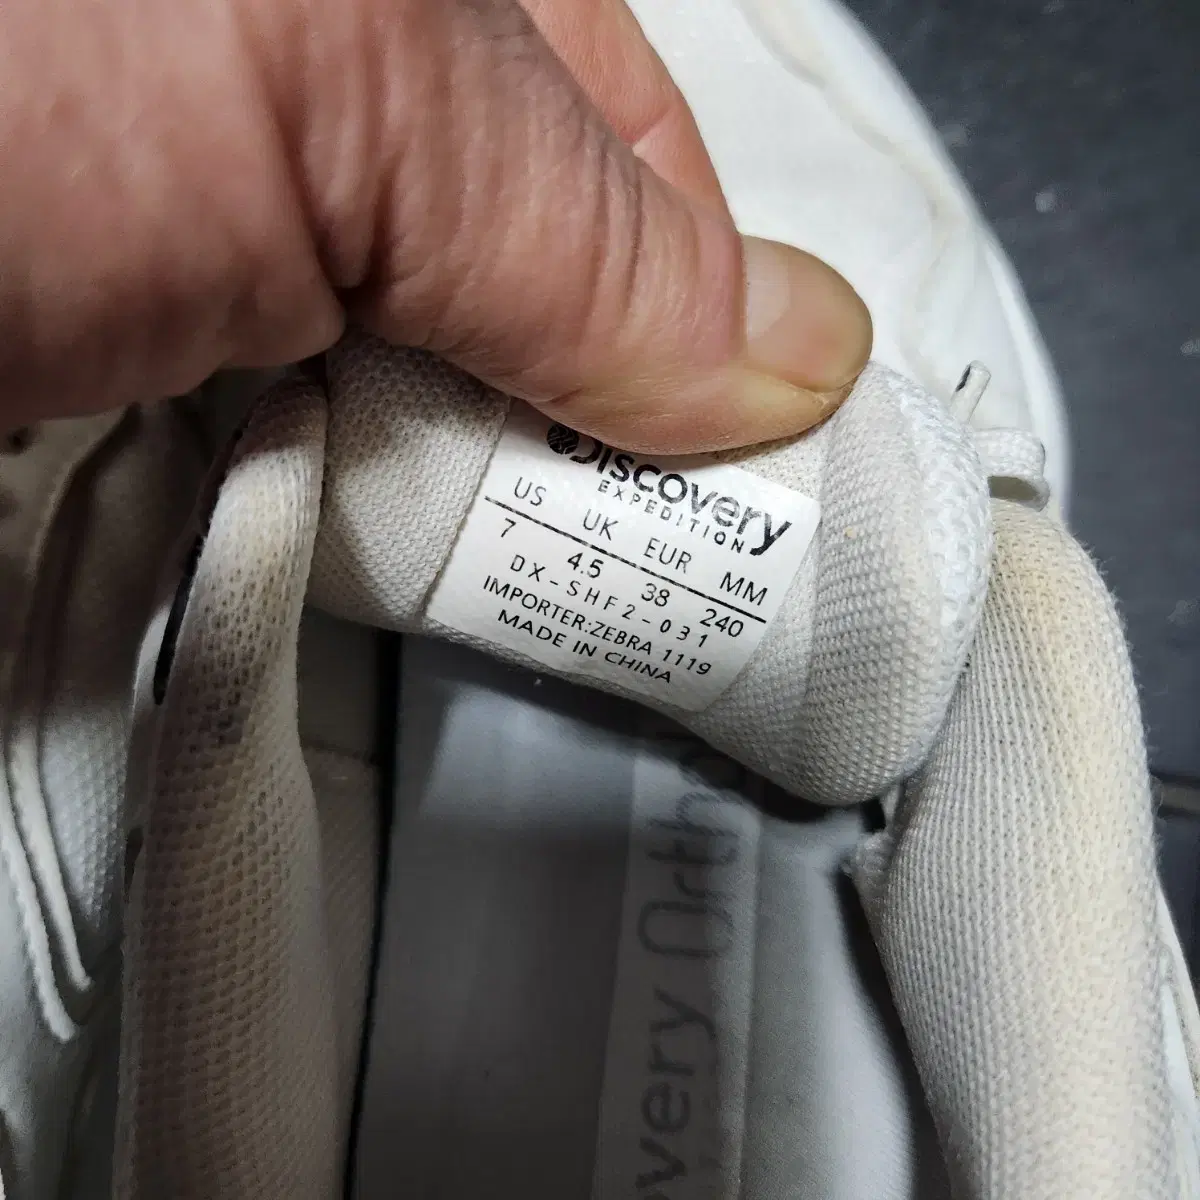 DISCOVERY
EXPEDITION
US UK EUR MM
7 4.5 38 240
DX-SHF2-031
IMPORTER:ZEBRA 1119
MADE IN CHINA